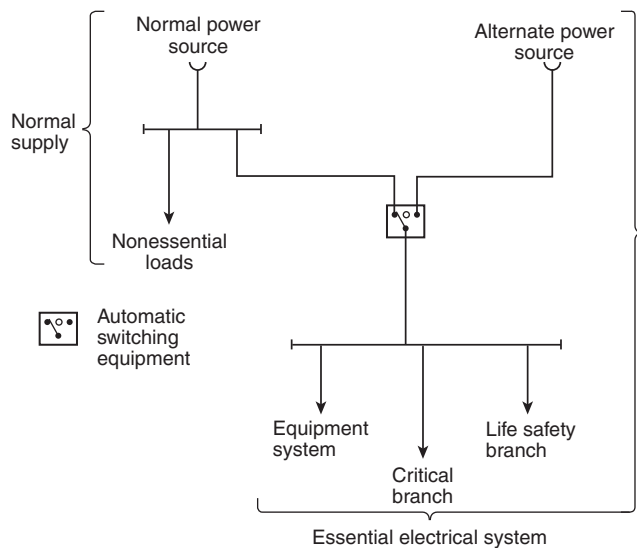 Normal power
source
Alternate power
source
Normal
supply
Nonessential
loads
Automatic
switching
equipment
Equipment
system
Life safety
branch
Critical
branch
Essential electrical system